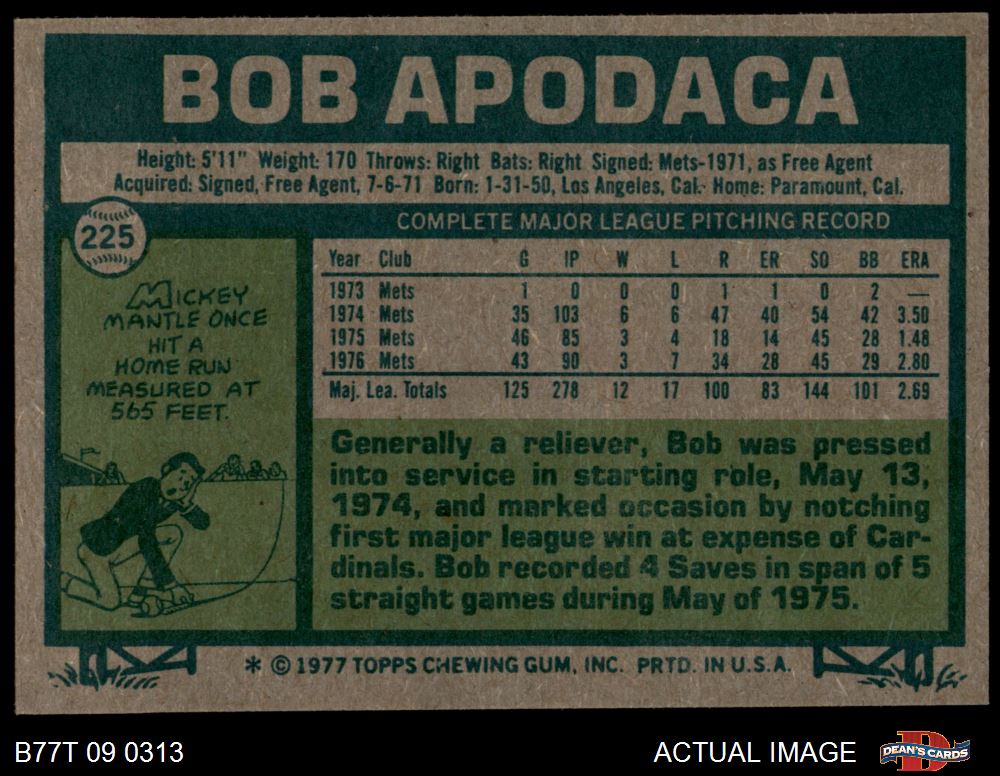 BOB APODACA
Height: 5'11" Weight: 170 Throws: Right Bats: Right Signed: Mets-1971, as Free Agent
Acquired: Signed, Free Agent, 7-6-71 Born: 1-31-50, Los Angeles, Cal. Home: Paramount, Cal.
225
COMPLETE MAJOR LEAGUE PITCHING RECORD
Year Club G IP W L R ER SO BB ERA
1973 Mets 1 0 0 0 1 1 0 2 —
1974 Mets 35 103 6 6 47 40 54 42 3.50
1975 Mets 46 85 3 4 18 14 45 28 1.48
1976 Mets 43 90 3 7 34 28 45 29 2.80
Maj. Lea. Totals 125 278 12 17 100 83 144 101 2.69
MICKEY
MANTLE ONCE
HIT A
HOME RUN
MEASURED AT
565 FEET.
Generally a reliever, Bob was pressed
into service in starting role, May 13,
1974, and marked occasion by notching
first major league win at expense of Car-
dinals. Bob recorded 4 Saves in span of 5
straight games during May of 1975.
* © 1977 TOPPS CHEWING GUM, INC. PRTD. IN U.S.A.
B77T 09 0313
ACTUAL IMAGE
D
DEAN'S CARDS